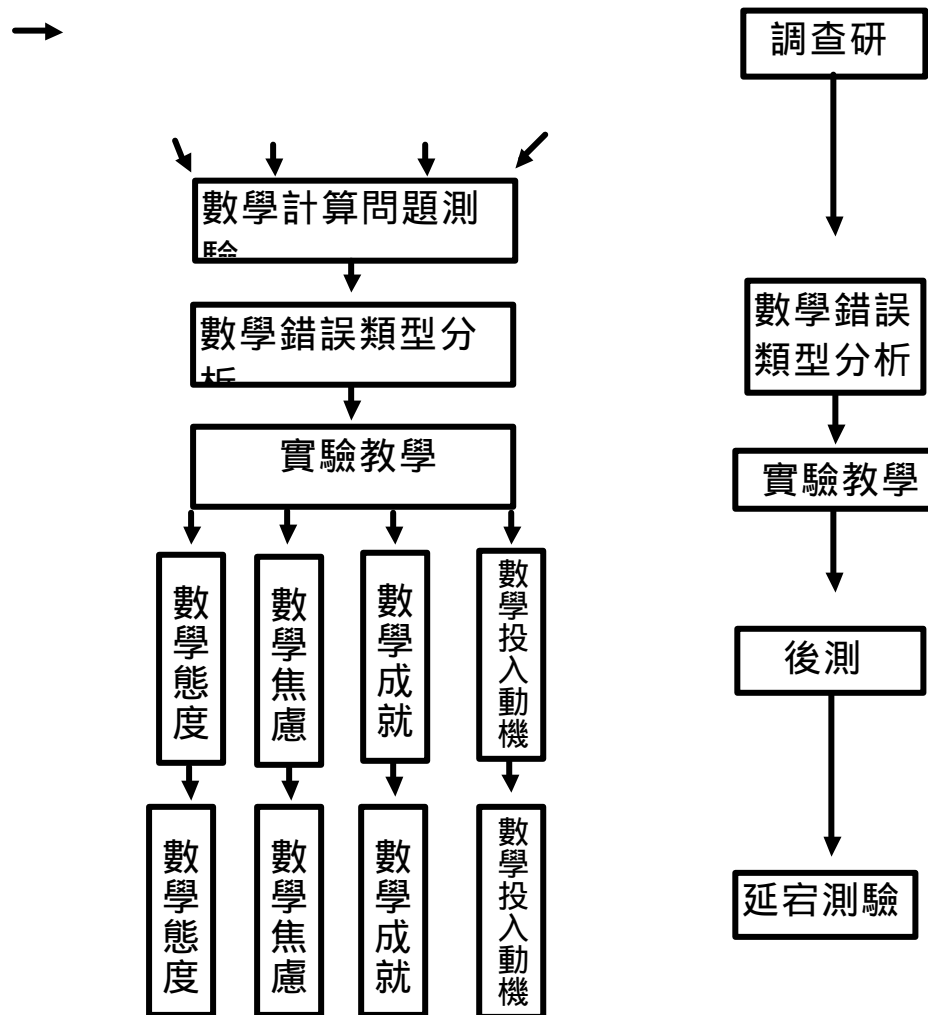 調查研
數學計算問題測
驗
數學錯誤類型分
析
數學錯誤
類型分析
實驗教學
實驗教學
數學態度
數學焦慮
數學成就
數學投入動機
後測
數學態度
數學焦慮
數學成就
數學投入動機
延宕測驗